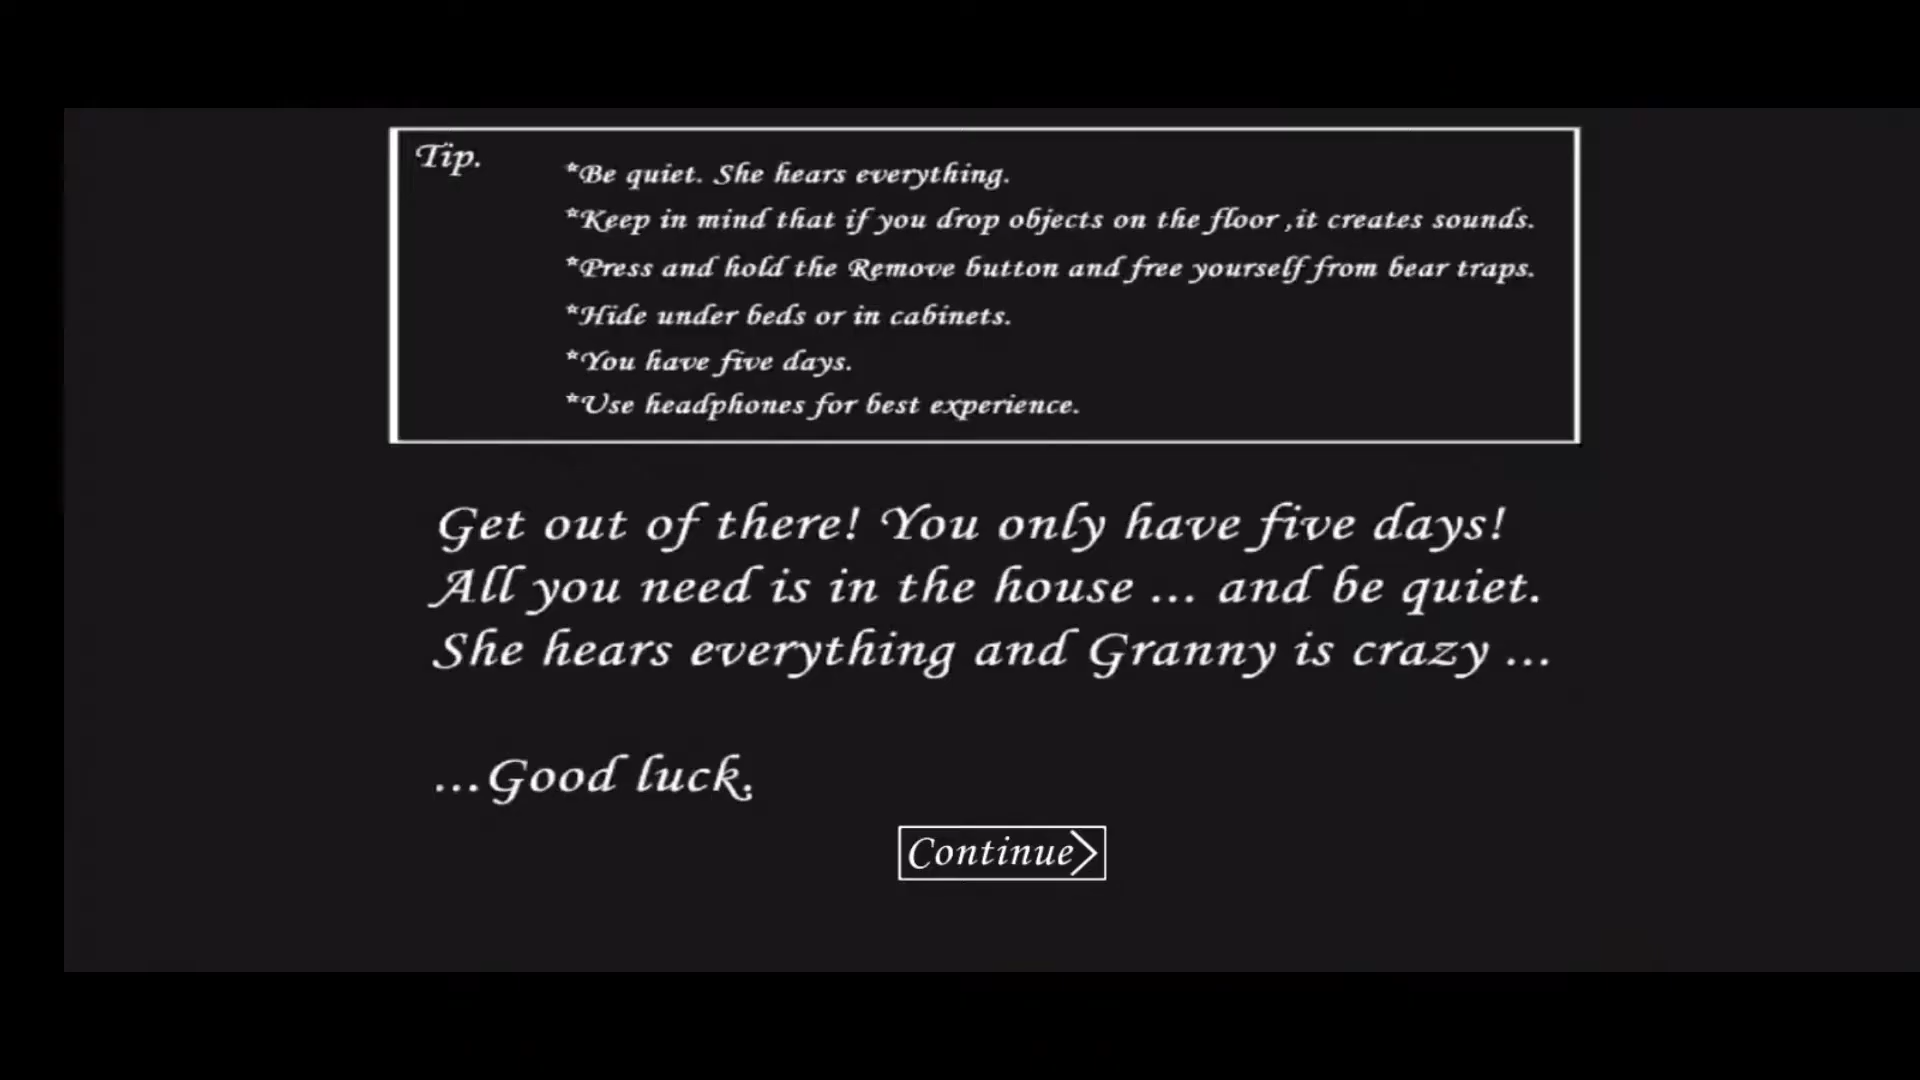 Tip.
*Be quiet. She hears everything.
*Keep in mind that if you drop objects on the floor ,it creates sounds.
*Press and hold the Remove button and free yourself from bear traps.
*Hide under beds or in cabinets.
*You have five days.
*Use headphones for best experience.
Get out of there! You only have five days!
All you need is in the house ... and be quiet.
She hears everything and Granny is crazy ...
...Good luck.
Continue>